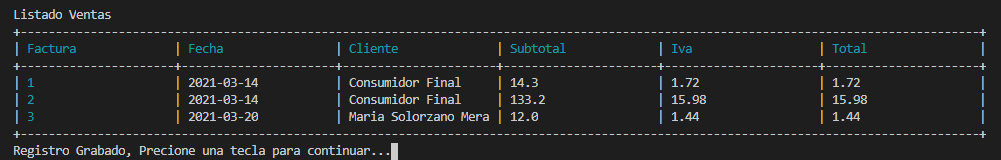 Listado Ventas
| Factura | Fecha | Cliente | Subtotal | Iva | Total |
| 1 | 2021-03-14 | Consumidor Final | 14.3 | 1.72 | 1.72 |
| 2 | 2021-03-14 | Consumidor Final | 133.2 | 15.98 | 15.98 |
| 3 | 2021-03-20 | Maria Solorzano Mera | 12.0 | 1.44 | 1.44 |
Registro Grabado, Precione una tecla para continuar...